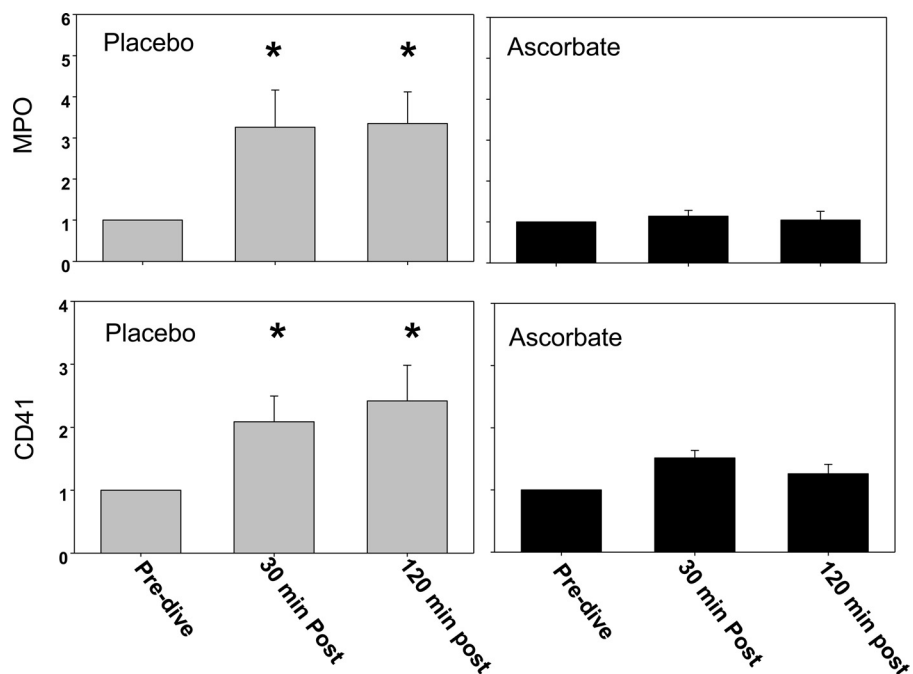 MPO
6
5
4
3
2
1
0
Placebo
*
*
Ascorbate
CD41
4
3
2
1
0
Placebo
*
*
Ascorbate
Pre-dive
30 min Post
120 min post
Pre-dive
30 min Post
120 min post